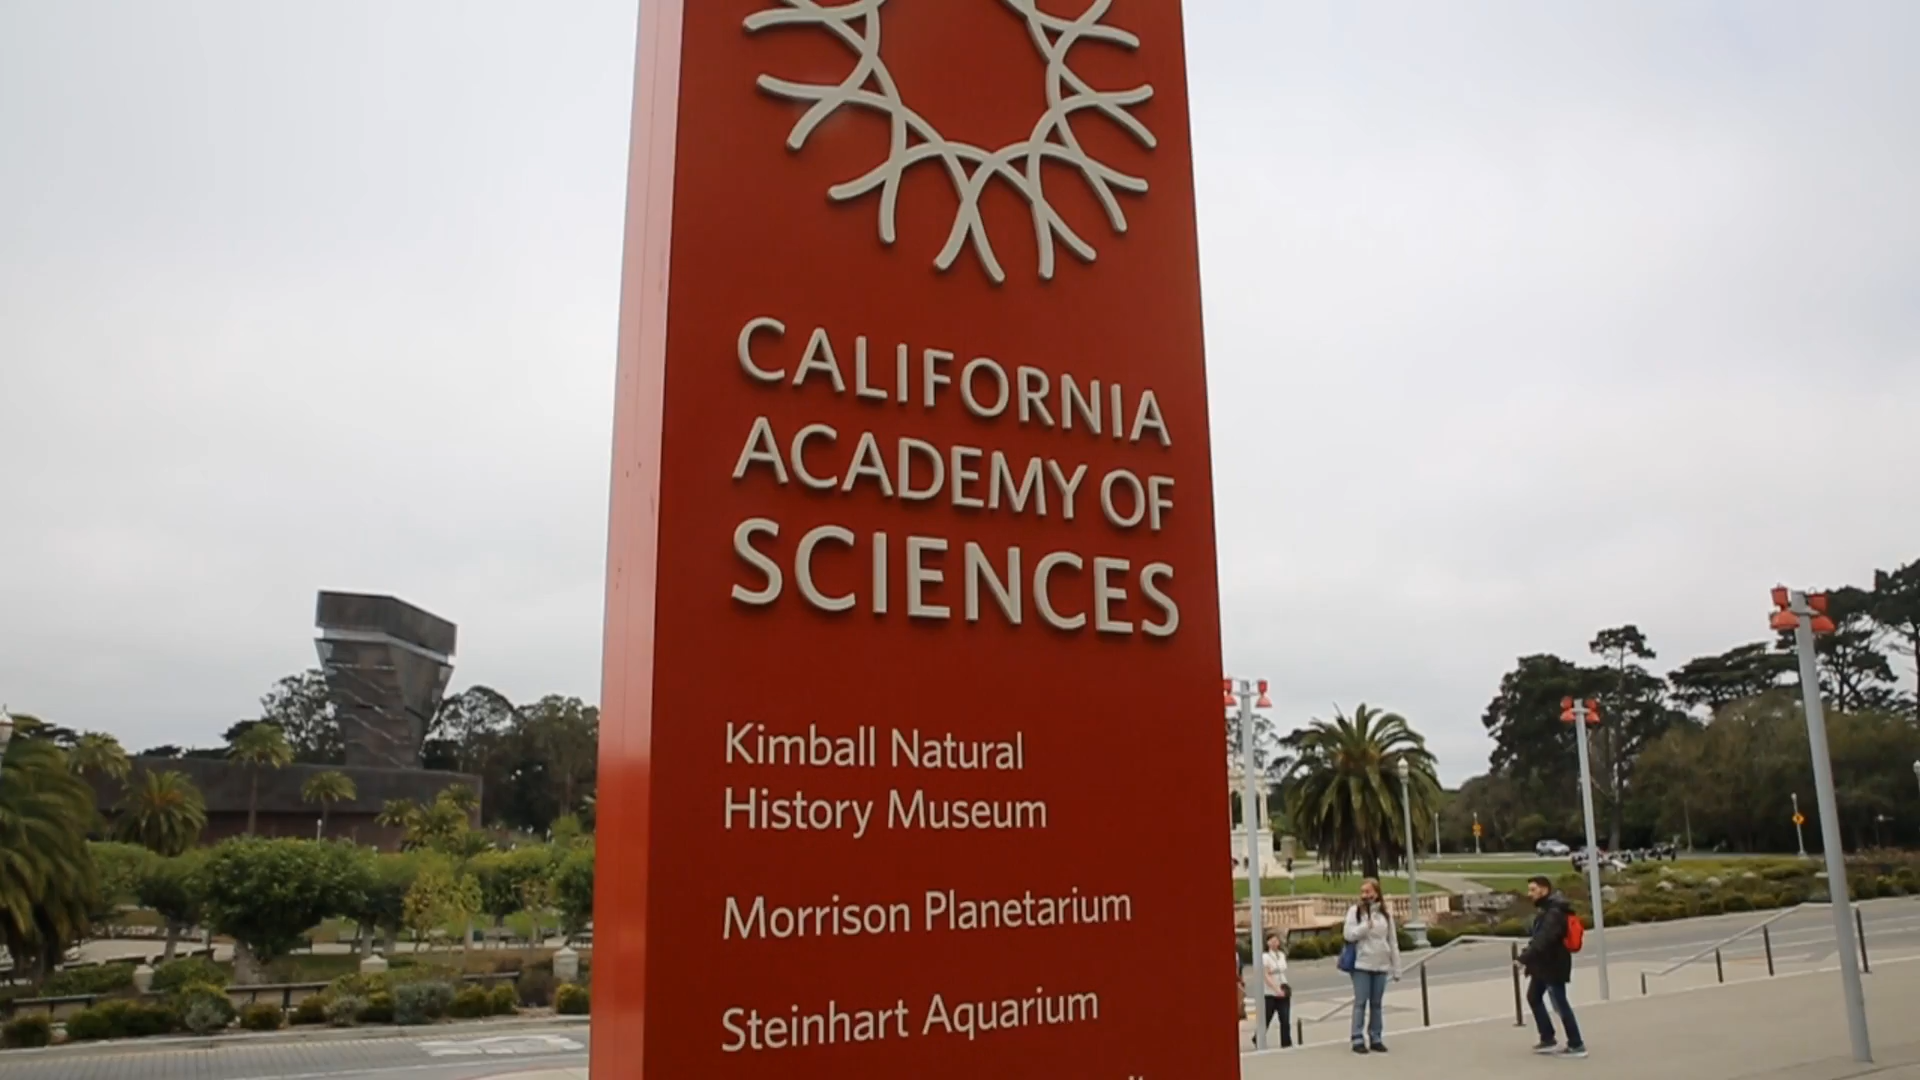 CALIFORNIA
ACADEMY OF
SCIENCES
Kimball Natural
History Museum
Morrison Planetarium
Steinhart Aquarium